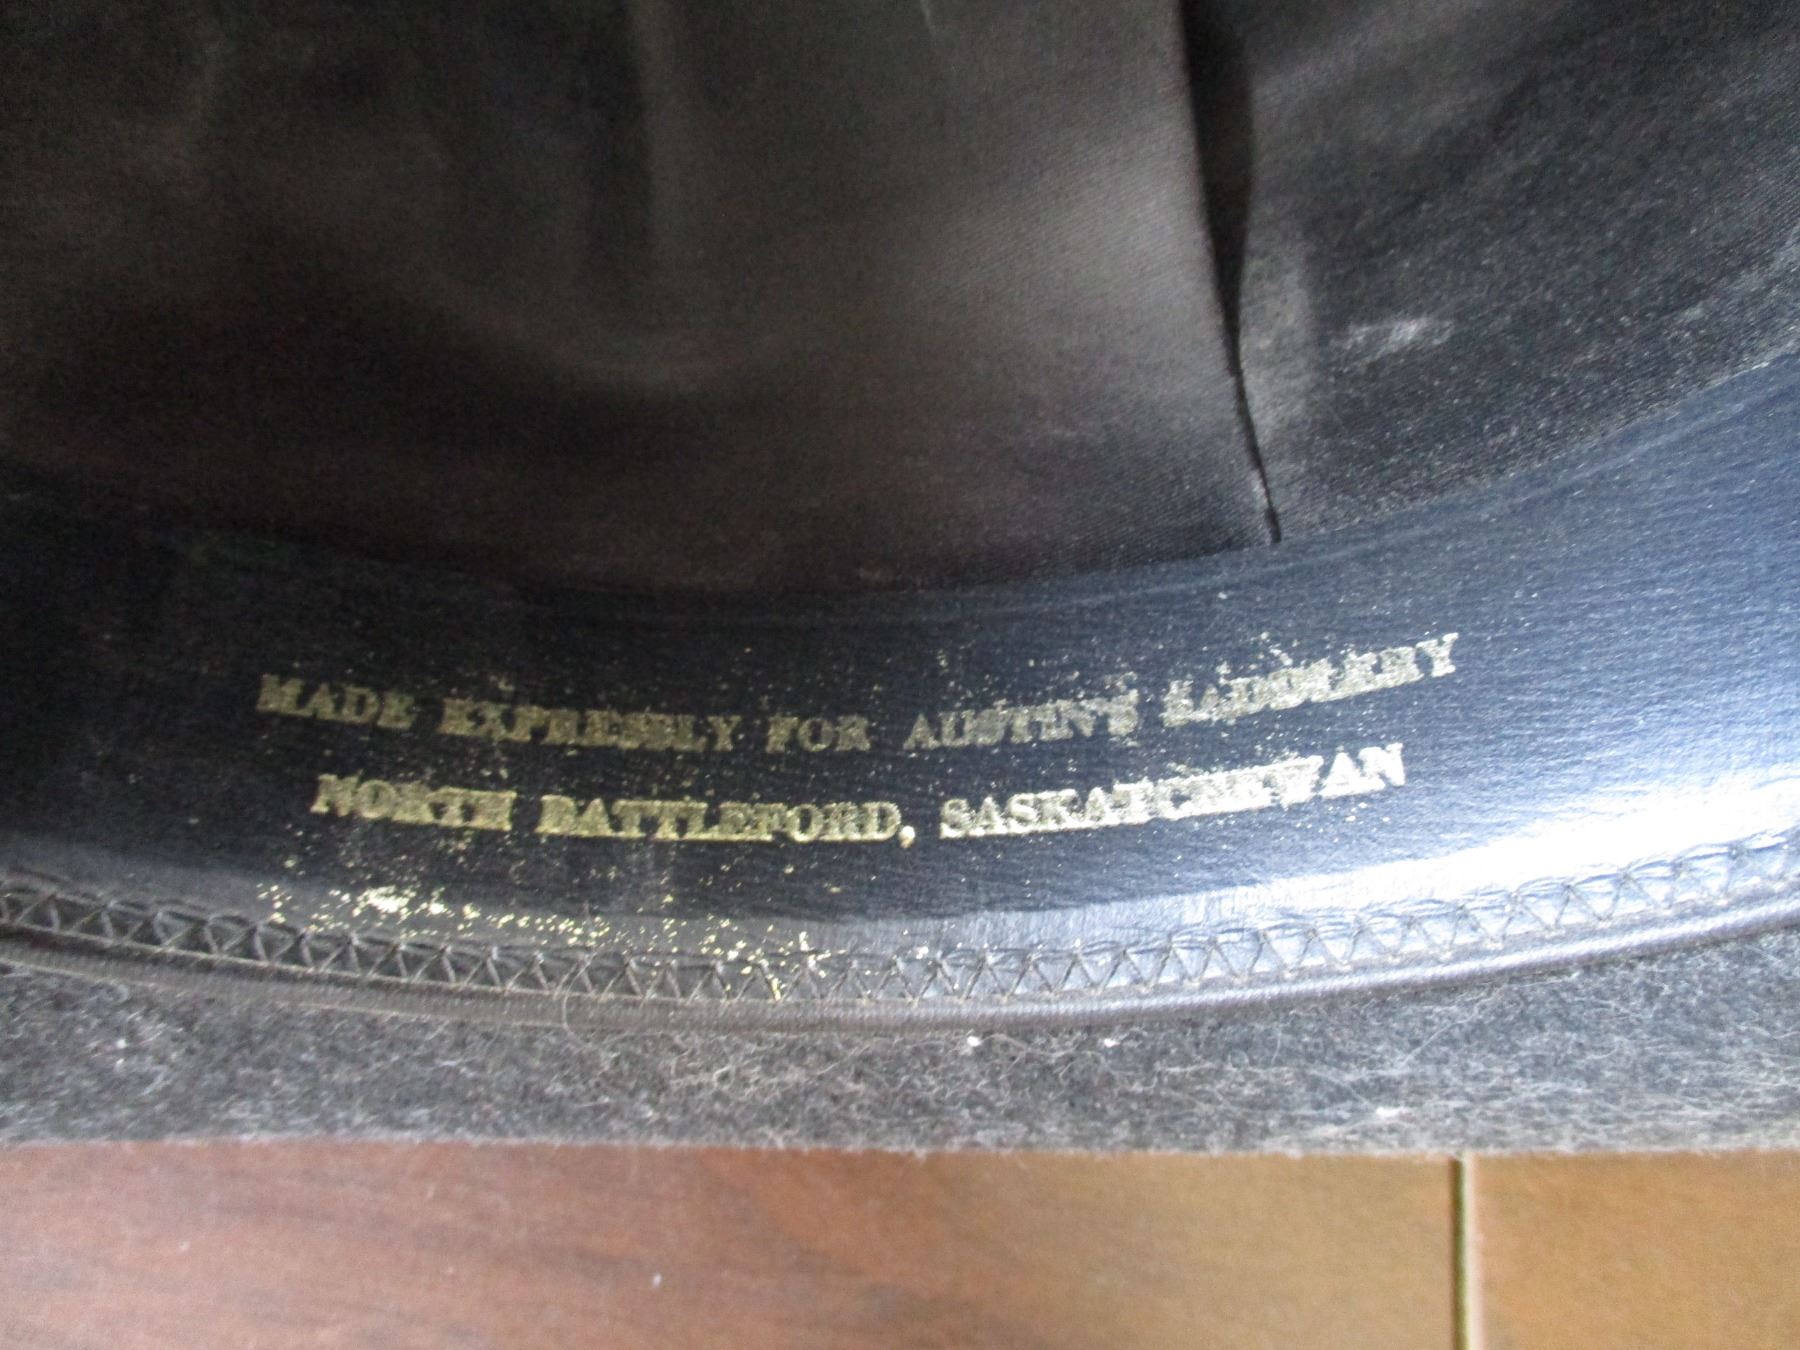 MADE EXPRESSLY FOR AUSTIN'S SADDLERY
NORTH BATTLEFORD, SASKATCHEWAN